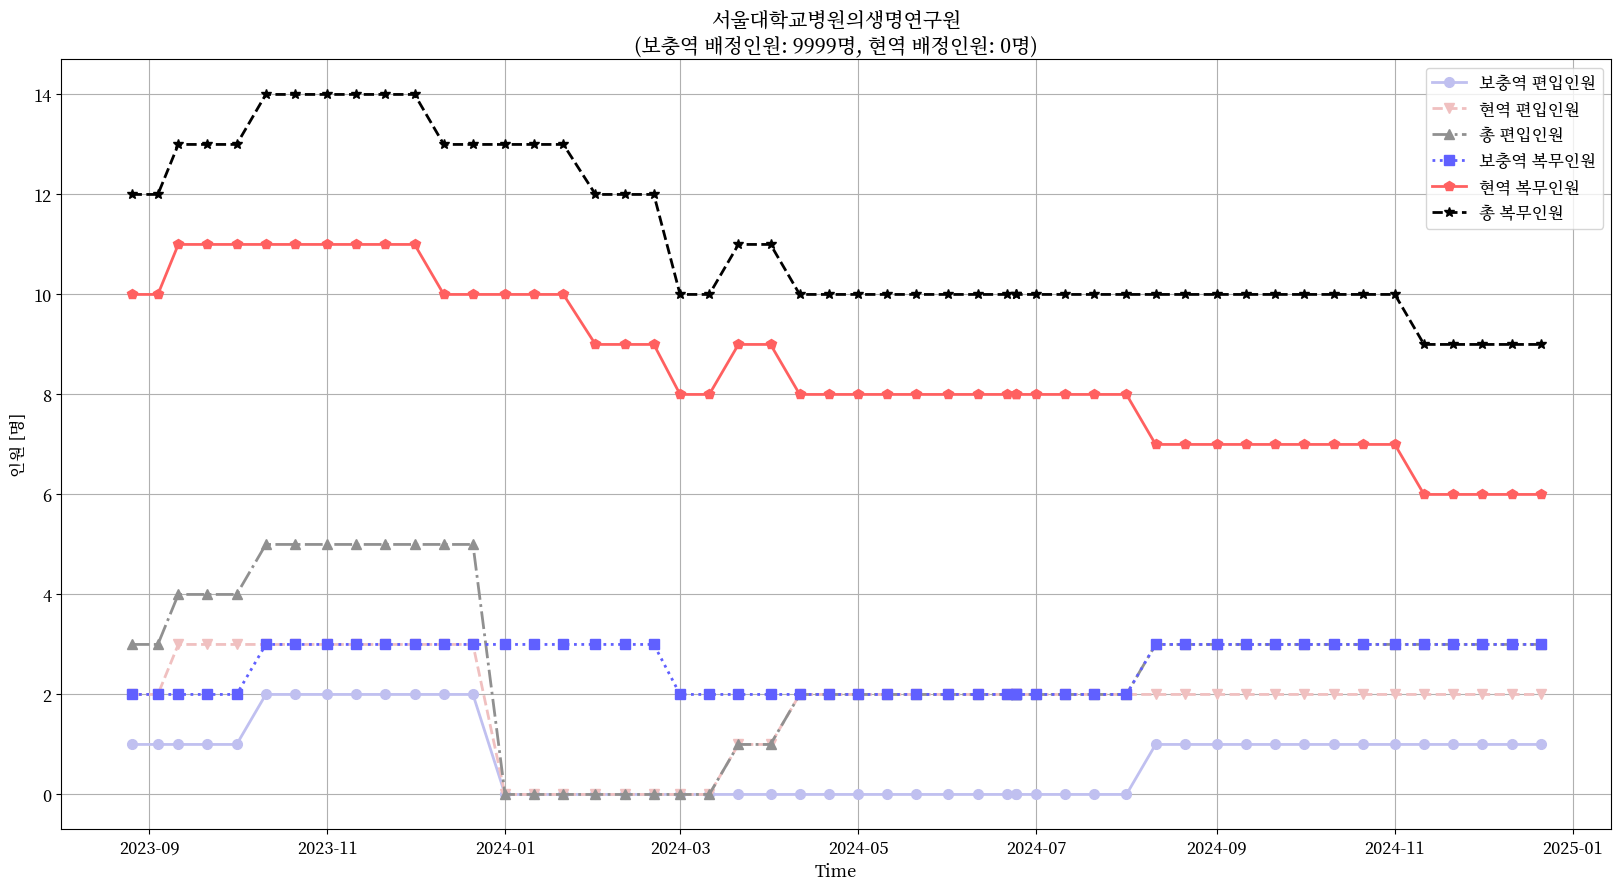 서울대학교병원의생명연구원
(보충역 배정인원: 9999명, 현역 배정인원: 0명)
보충역 편입인원
현역 편입인원
총 편입인원
보충역 복무인원
현역 복무인원
총 복무인원
인원 [명]
14
12
10
8
6
4
2
0
2023-09
2023-11
2024-01
2024-03
2024-05
2024-07
2024-09
2024-11
2025-01
Time